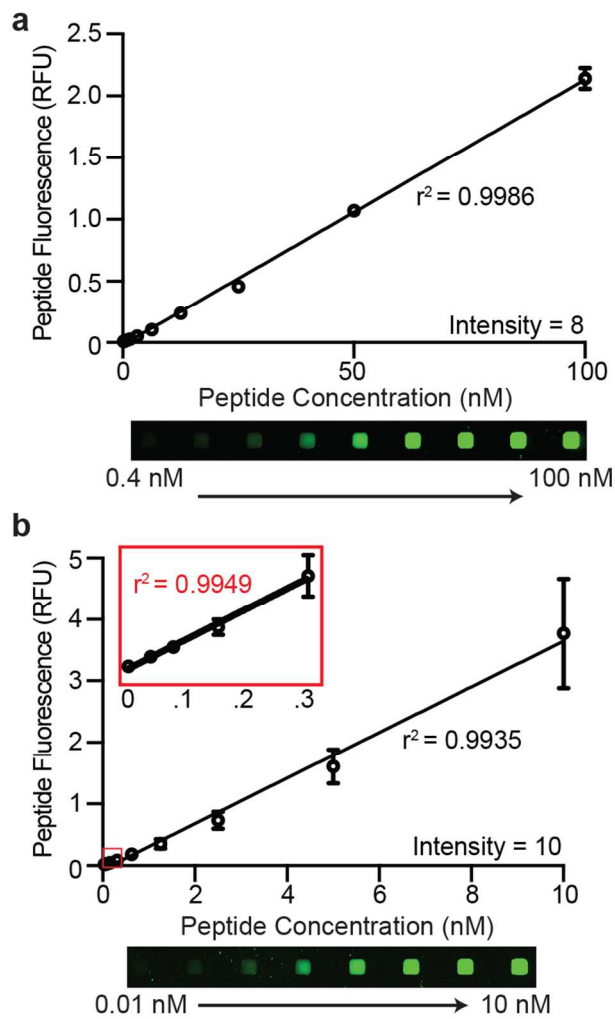 a
Peptide Fluorescence (RFU)
2.5
2.0
1.5
1.0
0.5
0
r² = 0.9986
Intensity = 8
0 50 100
Peptide Concentration (nM)
0.4 nM 100 nM
b
Peptide Fluorescence (RFU)
5
4
3
2
1
0
r² = 0.9949
0 .1 .2 .3
r² = 0.9935
Intensity = 10
0 2 4 6 8 10
Peptide Concentration (nM)
0.01 nM 10 nM